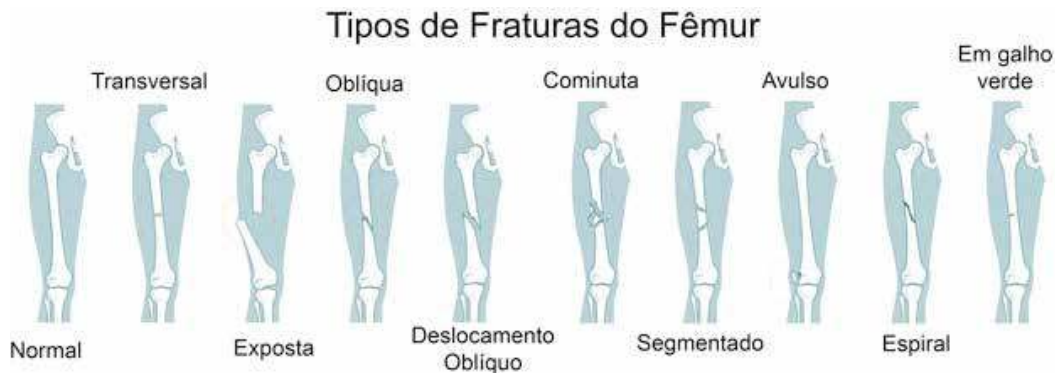 Tipos de Fraturas do Fêmur
Transversal
Oblíqua
Cominuta
Avulso
Em galho
verde
Normal
Exposta
Deslocamento
Oblíquo
Segmentado
Espiral